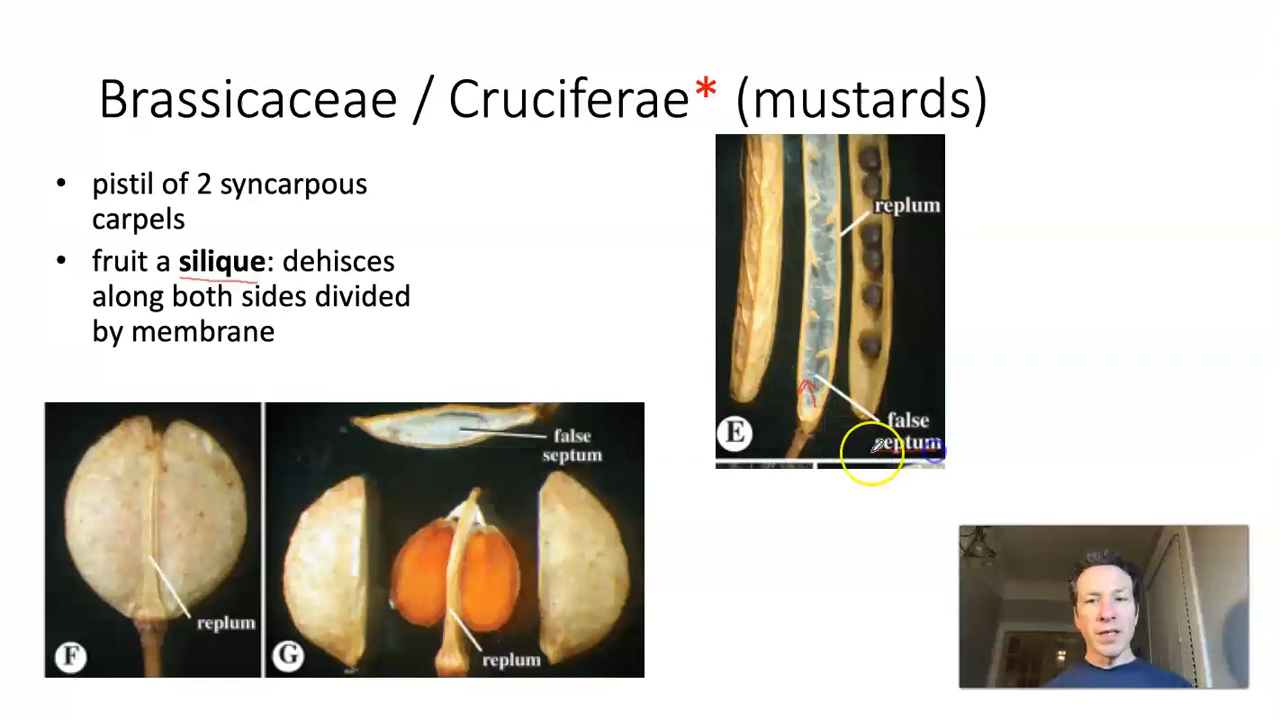 Brassicaceae / Cruciferae* (mustards)
• pistil of 2 syncarpous
carpels
• fruit a silique: dehisces
along both sides divided
by membrane
replum
false
septum
E
false
septum
replum
F
replum
G